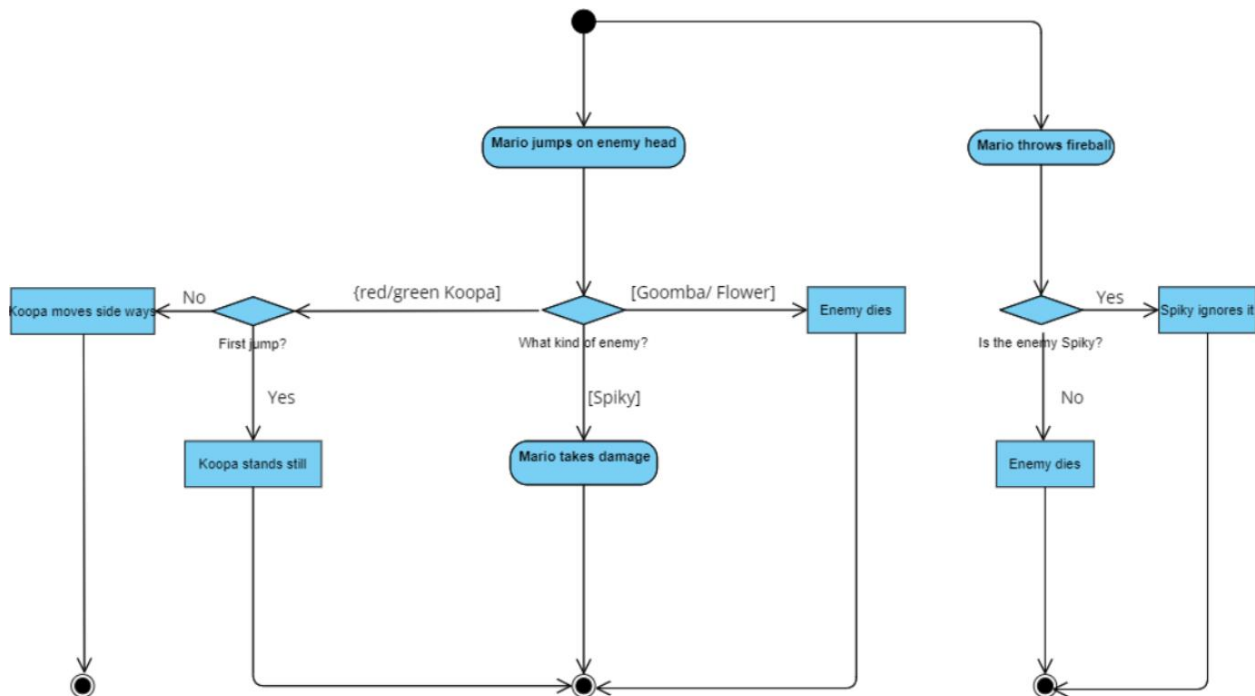 Mario jumps on enemy head
Mario throws fireball
Koopa moves side ways
No
First jump?
{red/green Koopa]
What kind of enemy?
[Goomba/ Flower]
Enemy dies
Is the enemy Spiky?
Yes
Spiky ignores it
Yes
[Spiky]
No
Koopa stands still
Mario takes damage
Enemy dies